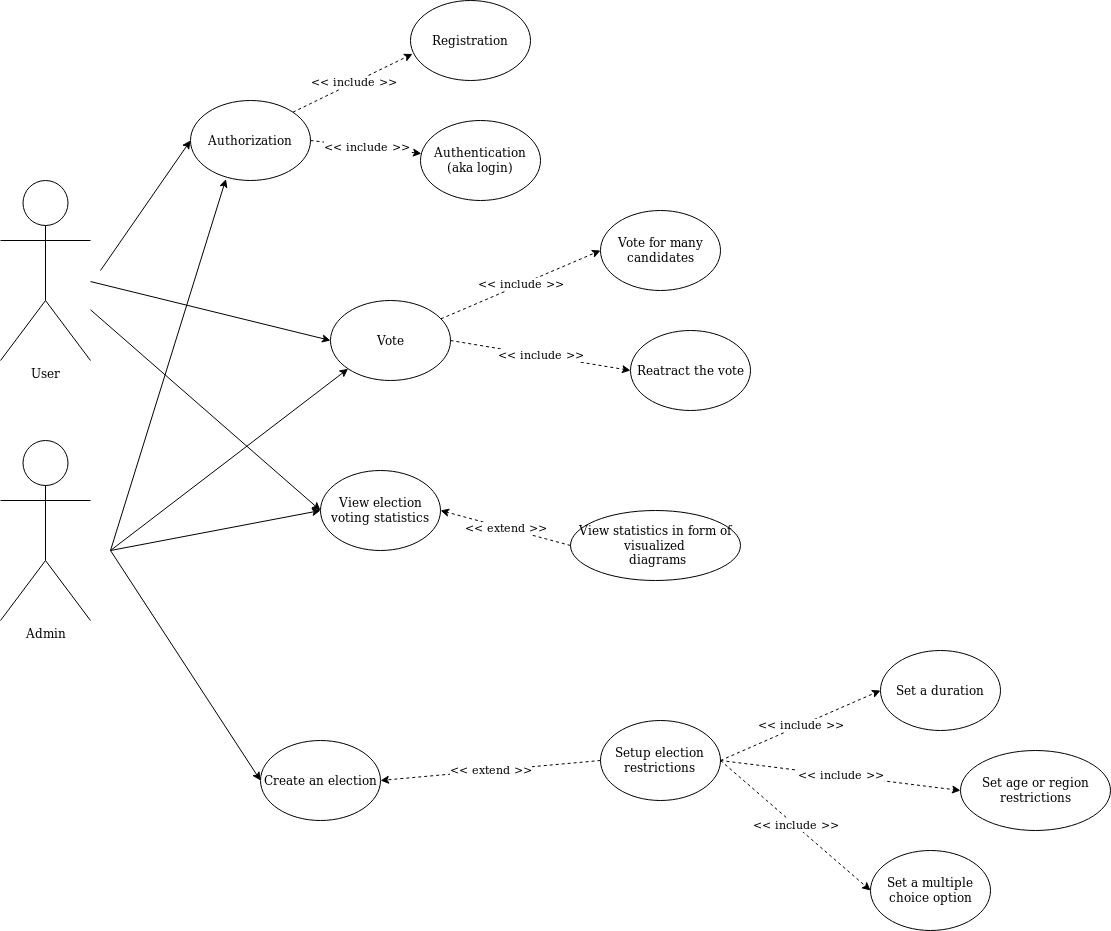 Registration
<< include >>
Authorization
<< include >>
Authentication
(aka login)
Vote for many
candidates
<< include >>
Vote
<< include >>
Reatract the vote
User
View election
voting statistics
<< extend >>
View statistics in form of
visualized
diagrams
Admin
Set a duration
<< include >>
Setup election
restrictions
<< extend >>
Create an election
<< include >>
Set age or region
restrictions
<< include >>
Set a multiple
choice option